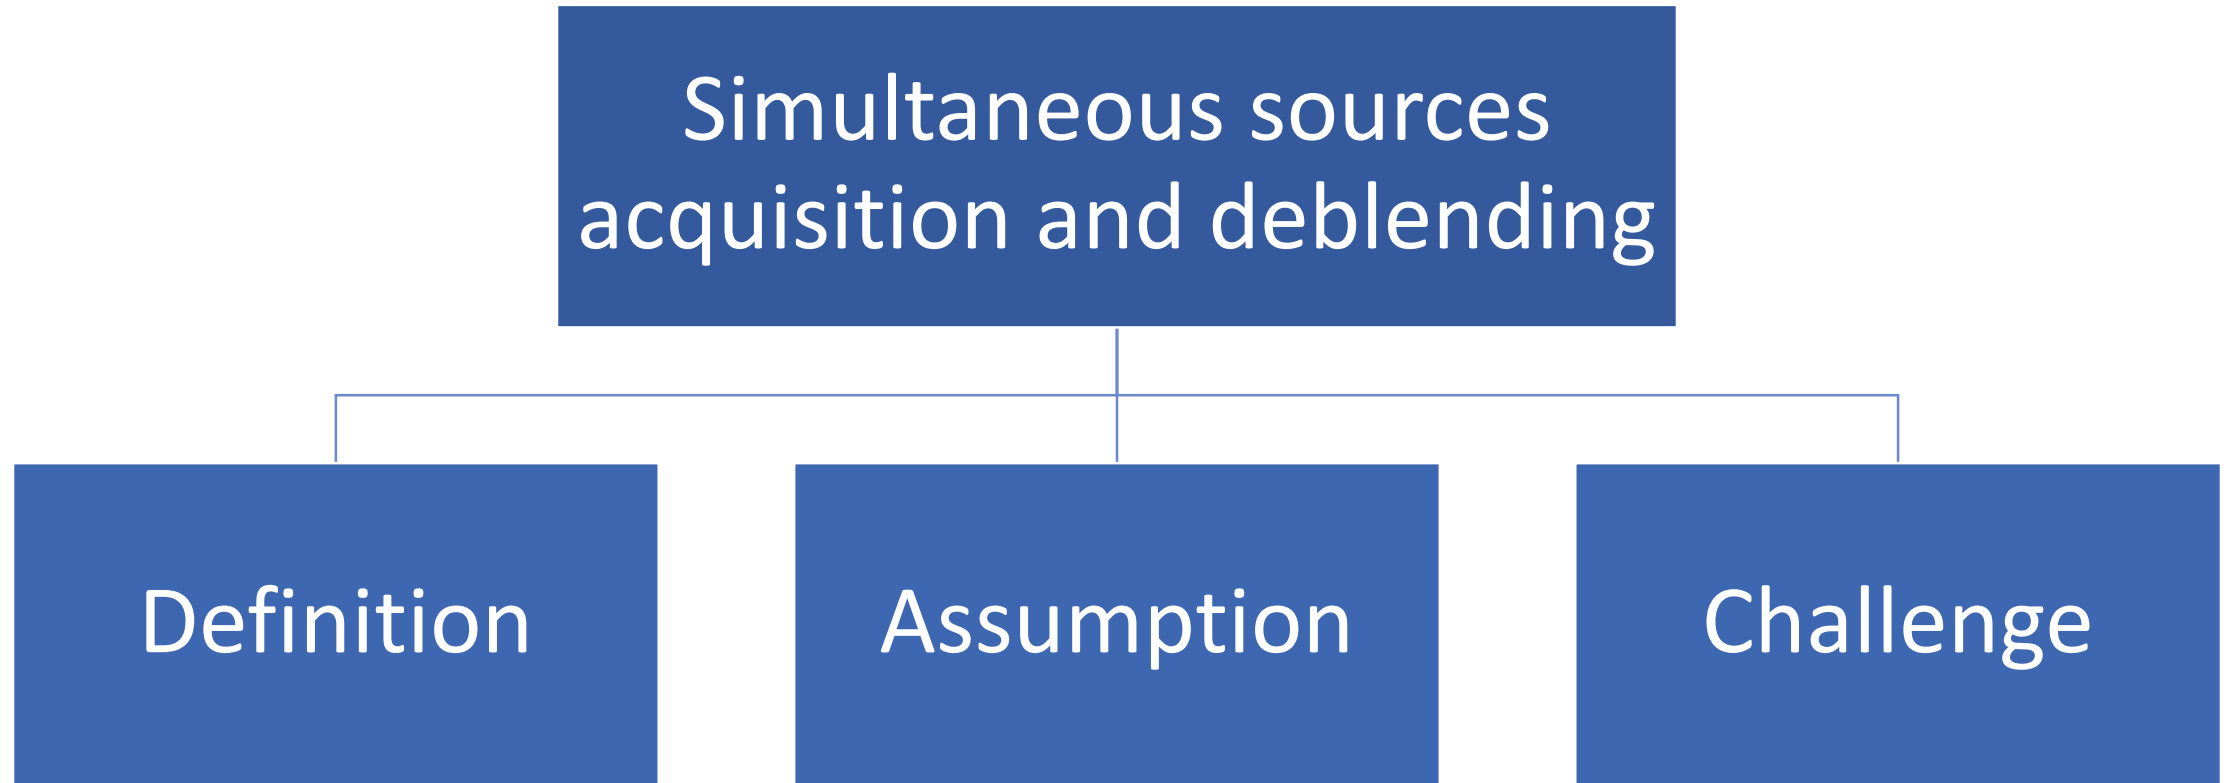 Simultaneous sources
acquisition and deblending
Definition
Assumption
Challenge